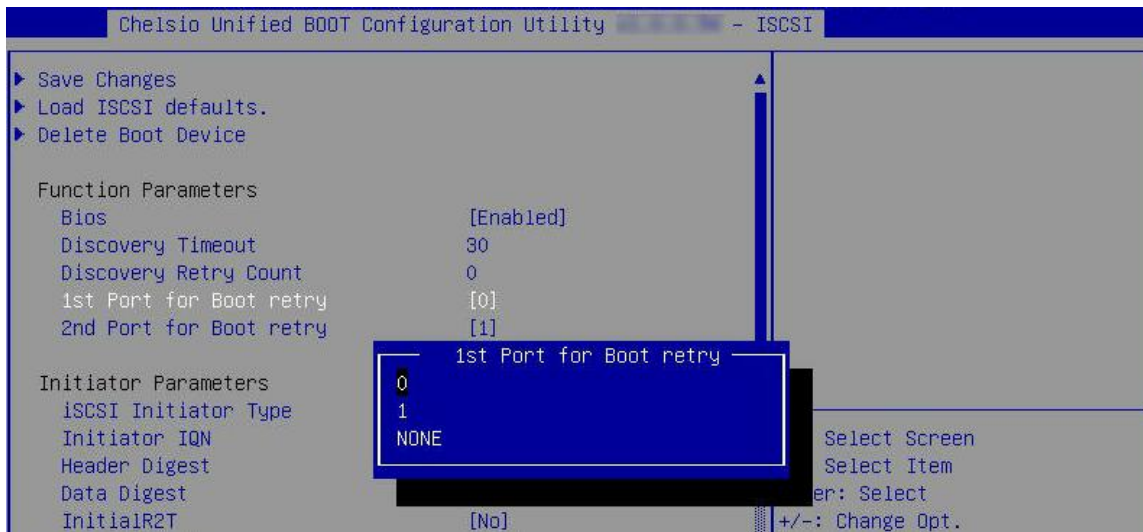 Chelsio Unified BOOT Configuration Utility - ISCSI
Save Changes
Load ISCSI defaults.
Delete Boot Device
Function Parameters
Bios [Enabled]
Discovery Timeout 30
Discovery Retry Count 0
1st Port for Boot retry [0]
2nd Port for Boot retry [1]
1st Port for Boot retry
0
1
NONE
Initiator Parameters
iSCSI Initiator Type
Initiator IQN
Header Digest
Data Digest
InitialR2T [No]
Select Screen
Select Item
er: Select
+/-: Change Opt.